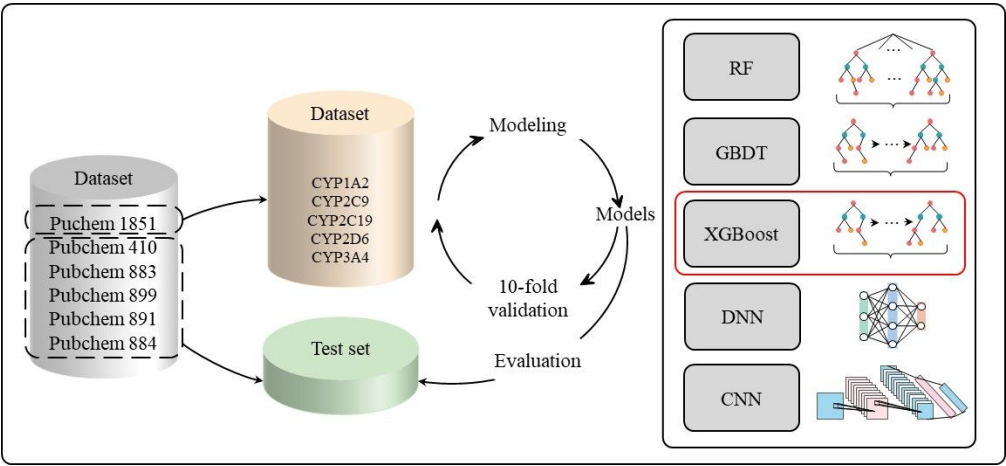 Dataset
Puchem 1851
Pubchem 410
Pubchem 883
Pubchem 899
Pubchem 891
Pubchem 884
Dataset
CYP1A2
CYP2C9
CYP2C19
CYP2D6
CYP3A4
Test set
Modeling
Models
10-fold
validation
Evaluation
RF
...
...
GBDT
...
XGBoost
...
DNN
CNN